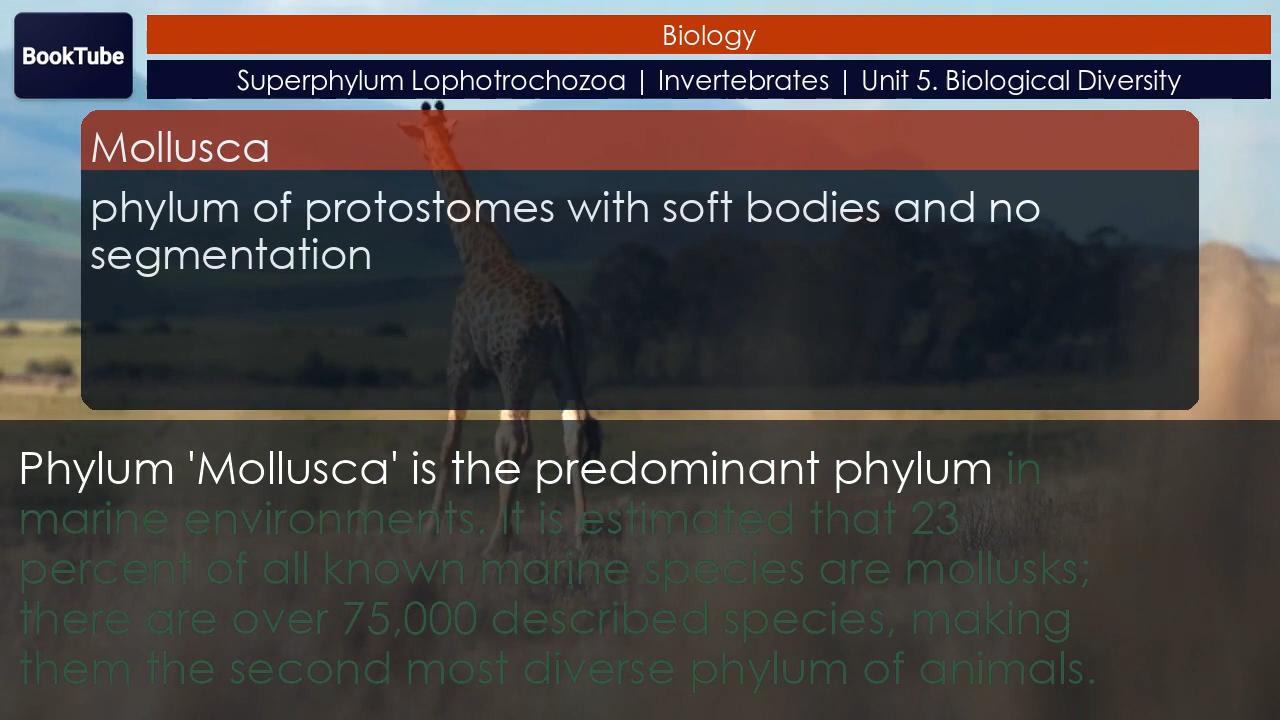 BookTube
Biology
Superphylum Lophotrochozoa | Invertebrates | Unit 5. Biological Diversity
Mollusca
phylum of protostomes with soft bodies and no
segmentation
Phylum 'Mollusca' is the predominant phylum in
marine environments. It is estimated that 23
percent of all known marine species are mollusks;
there are over 75,000 described species, making
them the second most diverse phylum of animals.